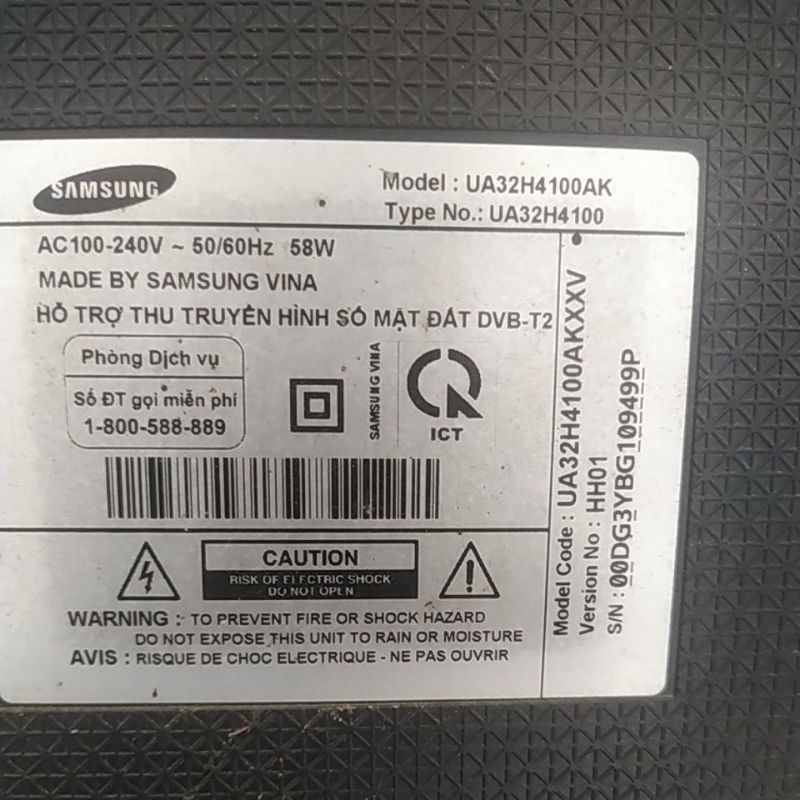 SAMSUNG
Model : UA32H4100AK
Type No.: UA32H4100
AC100-240V ~ 50/60Hz 58W
MADE BY SAMSUNG VINA
HỖ TRỢ THU TRUYỀN HÌNH SỐ MẶT ĐẤT DVB-T2
Phòng Dịch vụ
Số ĐT gọi miễn phí
1-800-588-889
SAMSUNG VINA
ICT
CAUTION
RISK OF ELECTRIC SHOCK
DO NOT OPEN
WARNING : TO PREVENT FIRE OR SHOCK HAZARD
DO NOT EXPOSE THIS UNIT TO RAIN OR MOISTURE
AVIS : RISQUE DE CHOC ELECTRIQUE - NE PAS OUVRIR
Model Code : UA32H4100AKXXV
Version No : HH01
S/N : 00DG3YBG109499P